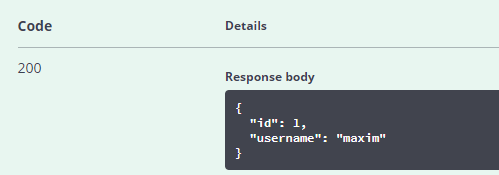 Code Details
200
Response body
{
  "id": 1,
  "username": "maxim"
}